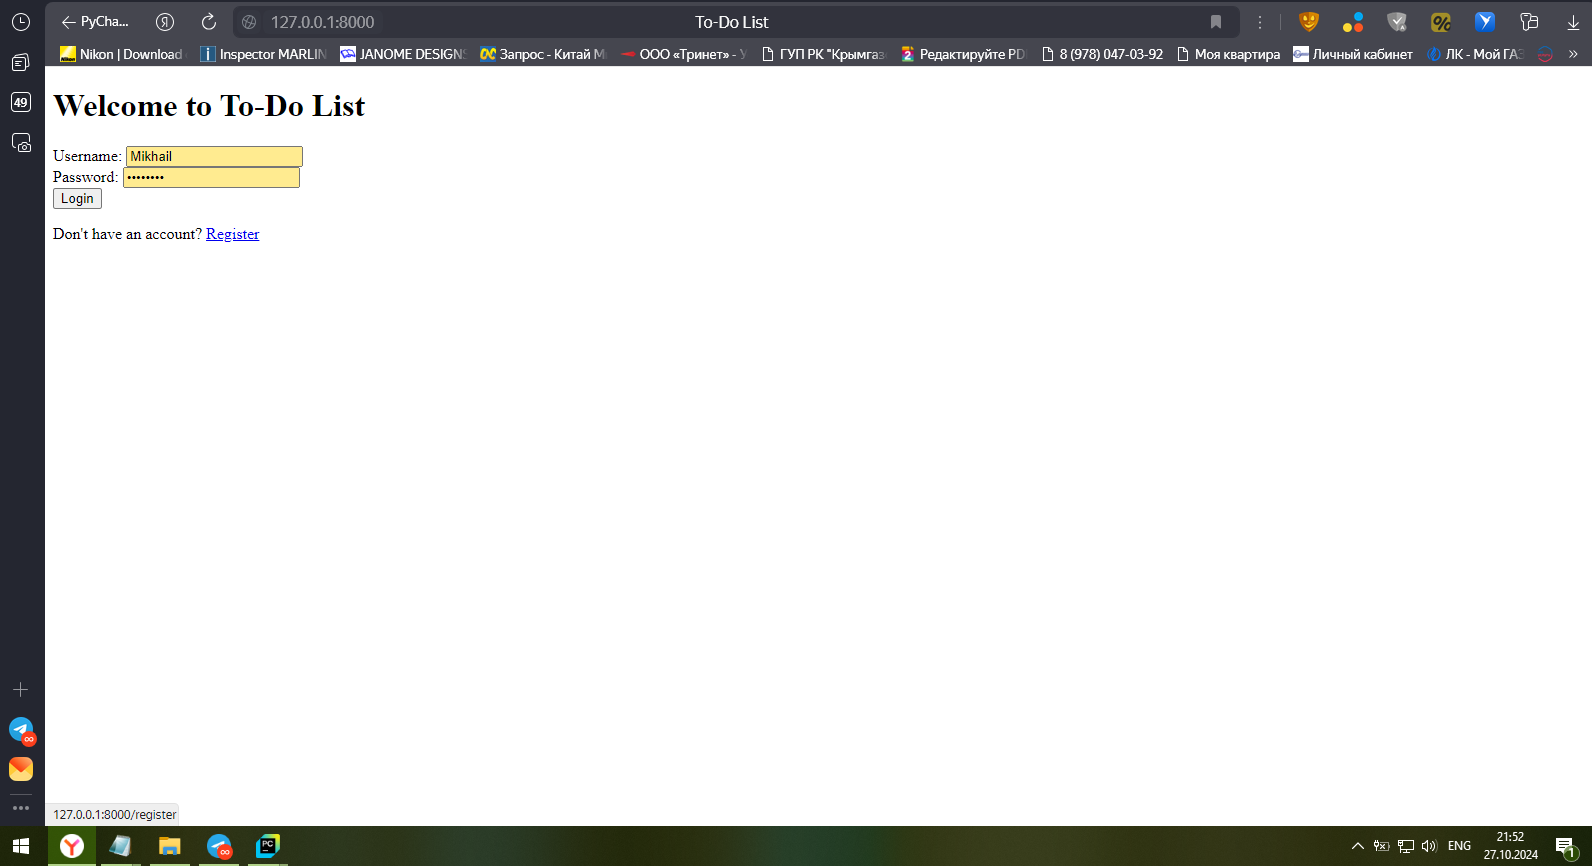 PyCha...
127.0.0.1:8000
To-Do List
Nikon | Download
Inspector MARLIN
JANOME DESIGNS
Запрос - Китай М
ООО «Тринет» - У
ГУП РК "Крымгаз
Редактируйте PD
8 (978) 047-03-92
Моя квартира
Личный кабинет
ЛК - Мой ГАЗ
49
Welcome to To-Do List
Username: Mikhail
Password: ••••••••
Login
Don't have an account? Register
127.0.0.1:8000/register
PC
ENG
21:52
27.10.2024
1